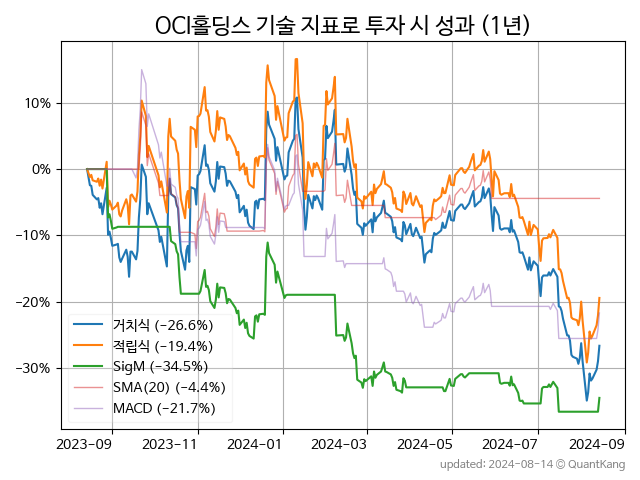 OCI홀딩스 기술 지표로 투자 시 성과 (1년)
10%
0%
−10%
−20%
−30%
거치식 (−26.6%)
적립식 (−19.4%)
SigM (−34.5%)
SMA(20) (−4.4%)
MACD (−21.7%)
2023-09 2023-11 2024-01 2024-03 2024-05 2024-07 2024-09
updated: 2024-08-14 © QuantKang